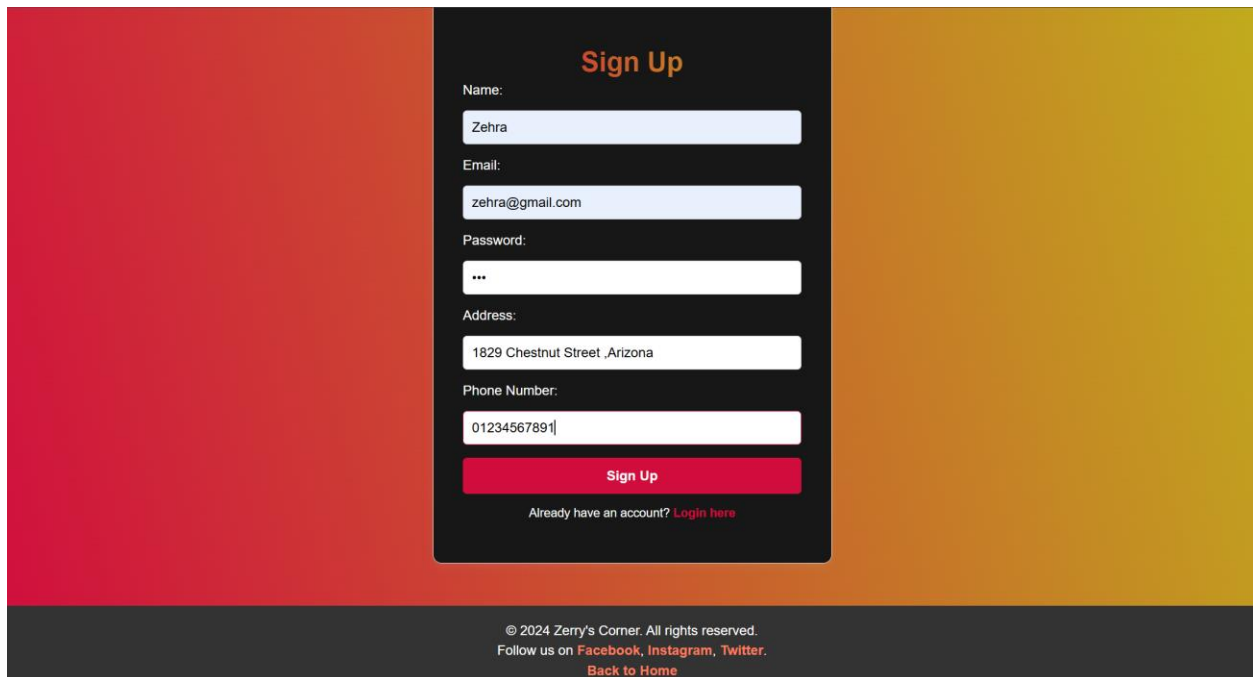 Sign Up
Name:
Zehra
Email:
zehra@gmail.com
Password:
•••
Address:
1829 Chestnut Street ,Arizona
Phone Number:
01234567891
Sign Up
Already have an account? Login here
© 2024 Zerry's Corner. All rights reserved.
Follow us on Facebook, Instagram, Twitter.
Back to Home